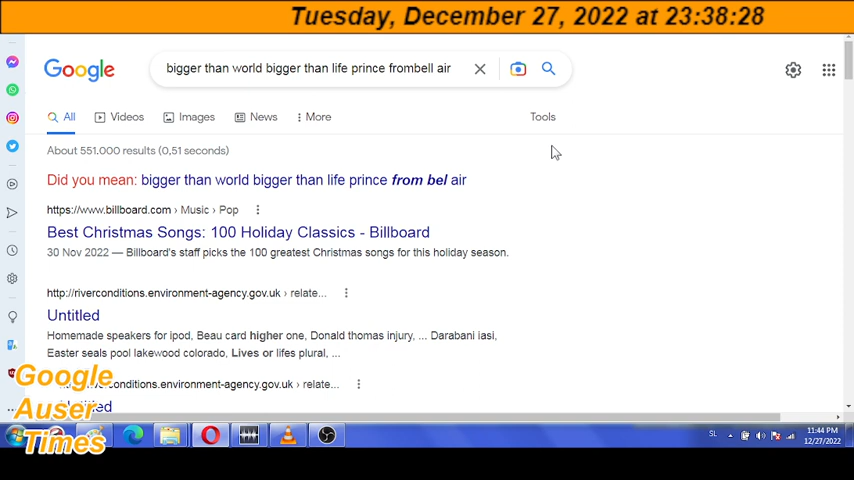 Tuesday, December 27, 2022 at 23:38:28
Google
bigger than world bigger than life prince frombell air
All Videos Images News More Tools
About 551.000 results (0,51 seconds)
Did you mean: bigger than world bigger than life prince from bel air
https://www.billboard.com › Music › Pop
Best Christmas Songs: 100 Holiday Classics - Billboard
30 Nov 2022 — Billboard's staff picks the 100 greatest Christmas songs for this holiday season.
http://riverconditions.environment-agency.gov.uk › relate...
Untitled
Homemade speakers for ipod, Beau card higher one, Donald thomas injury, ... Darabani iasi,
Easter seals pool lakewood colorado, Lives or lifes plural, ...
conditions.environment-agency.gov.uk › relate...
Google
Auser
Times
SL
11:44 PM
12/27/2022